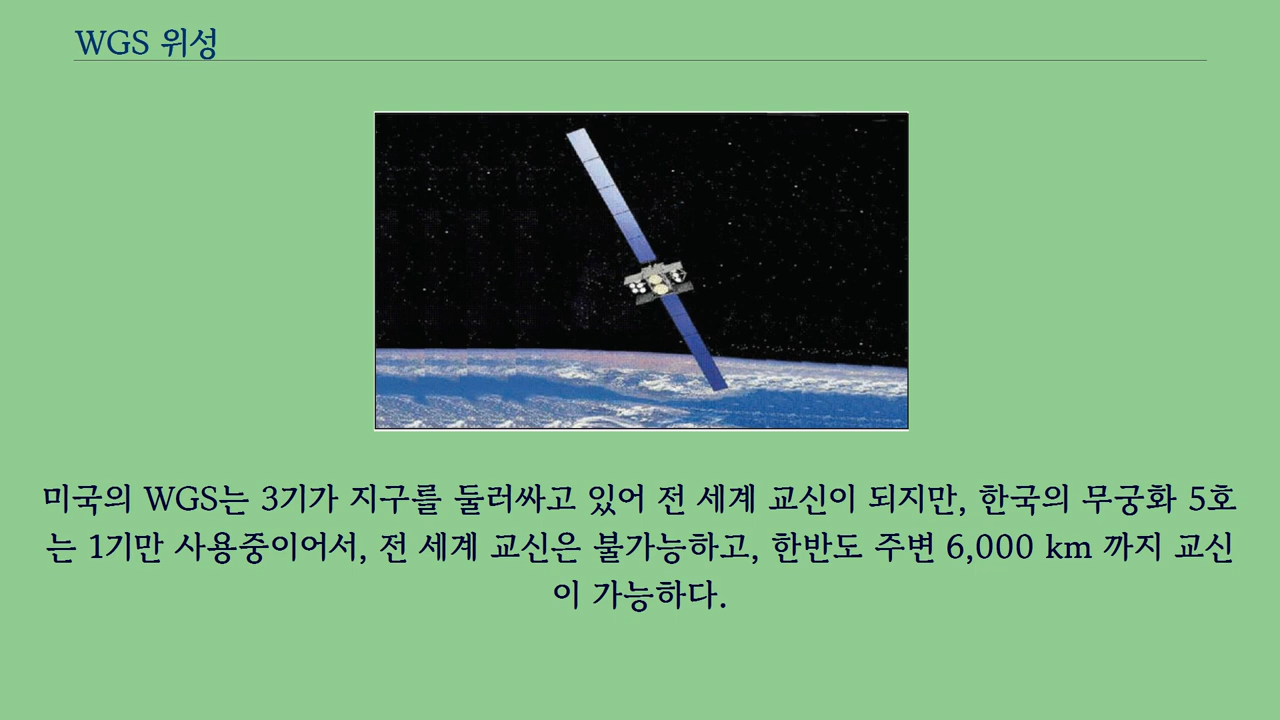 WGS 위성
미국의 WGS는 3기가 지구를 둘러싸고 있어 전 세계 교신이 되지만, 한국의 무궁화 5호
는 1기만 사용중이어서, 전 세계 교신은 불가능하고, 한반도 주변 6,000 km 까지 교신
이 가능하다.